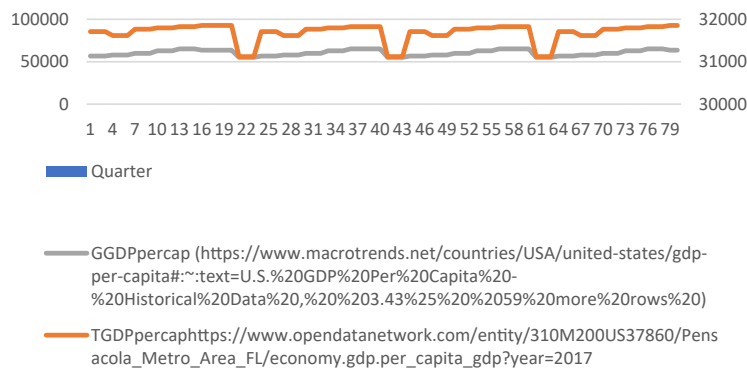 100000 32000
50000 31000
0 30000
1 4 7 10 13 16 19 22 25 28 31 34 37 40 43 46 49 52 55 58 61 64 67 70 73 76 79
Quarter
GGDPpercap (https://www.macrotrends.net/countries/USA/united-states/gdp-
per-capita#:~:text=U.S.%20GDP%20Per%20Capita%20-
%20Historical%20Data%20,%20%203.43%25%20%2059%20more%20rows%20)
TGDPpercaphttps://www.opendatanetwork.com/entity/310M200US37860/Pens
acola_Metro_Area_FL/economy.gdp.per_capita_gdp?year=2017